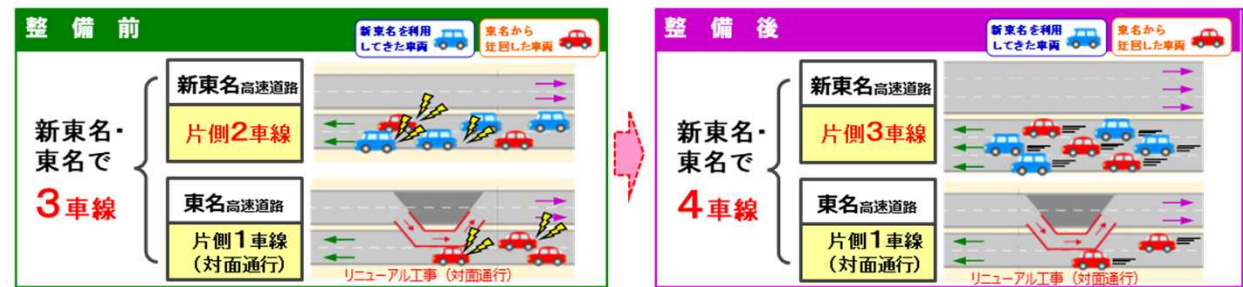 整備前
新東名を利用
してきた車両
東名から
迂回した車両
新東名・
東名で
3車線
新東名高速道路
片側2車線
東名高速道路
片側1車線
(対面通行)
リニューアル工事(対面通行)
整備後
新東名を利用
してきた車両
東名から
迂回した車両
新東名・
東名で
4車線
新東名高速道路
片側3車線
東名高速道路
片側1車線
(対面通行)
リニューアル工事(対面通行)